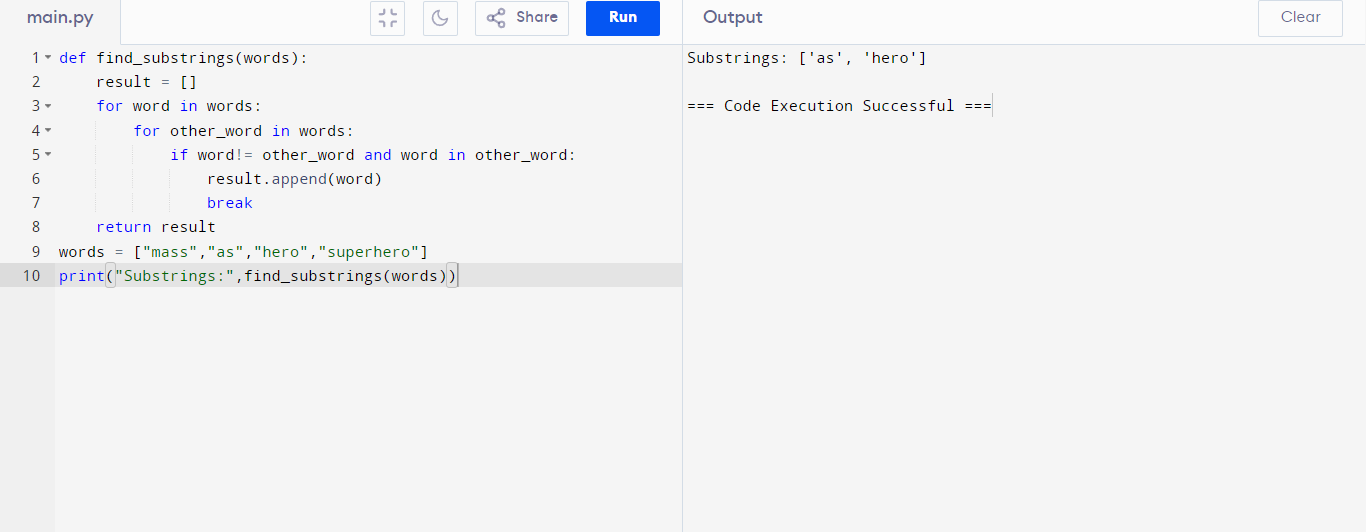 main.py Share Run Output Clear
1 def find_substrings(words):
2     result = []
3     for word in words:
4         for other_word in words:
5             if word!= other_word and word in other_word:
6                 result.append(word)
7                 break
8     return result
9 words = ["mass","as","hero","superhero"]
10 print("Substrings:",find_substrings(words))
Substrings: ['as', 'hero']
=== Code Execution Successful ===